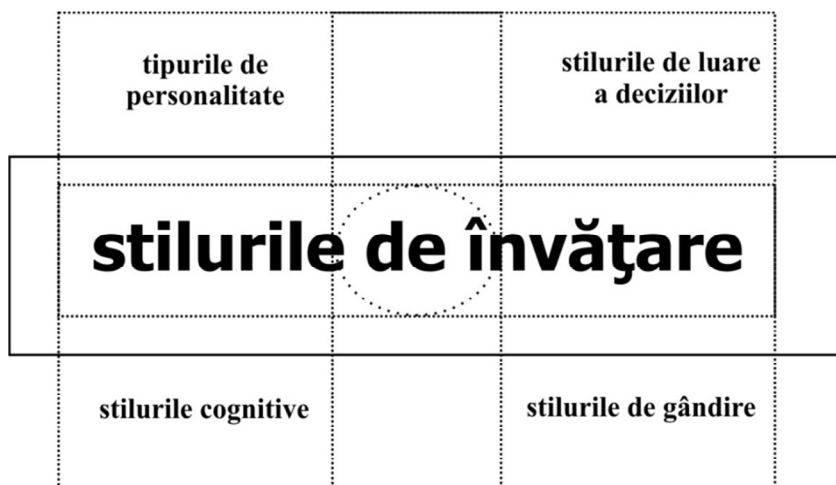 tipurile de
personalitate
stilurile de luare
a deciziilor
stilurile de învăţare
stilurile cognitive
stilurile de gândire